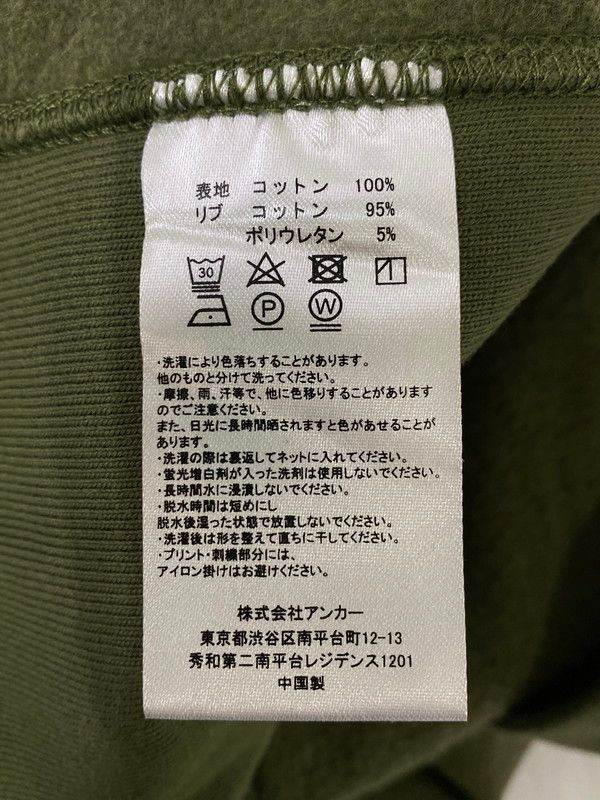 表地 コットン 100%
リブ コットン 95%
ポリウレタン 5%
30
P W
・洗濯により色落ちすることがあります。
他のものと分けて洗ってください。
・摩擦、雨、汗等で、他に色移りすることがあります
のでご注意ください。
また、日光に長時間晒されますと色があせることが
あります。
・洗濯の際は裏返してネットに入れてください。
・蛍光増白剤が入った洗剤は使用しないでください。
・長時間水に浸漬しないでください。
・脱水時間は短めにし
脱水後湿った状態で放置しないでください。
・洗濯後は形を整えて直ちに干してください。
・プリント・刺繍部分には、
アイロン掛けはお避けください。
株式会社アンカー
東京都渋谷区南平台町12-13
秀和第二南平台レジデンス1201
中国製